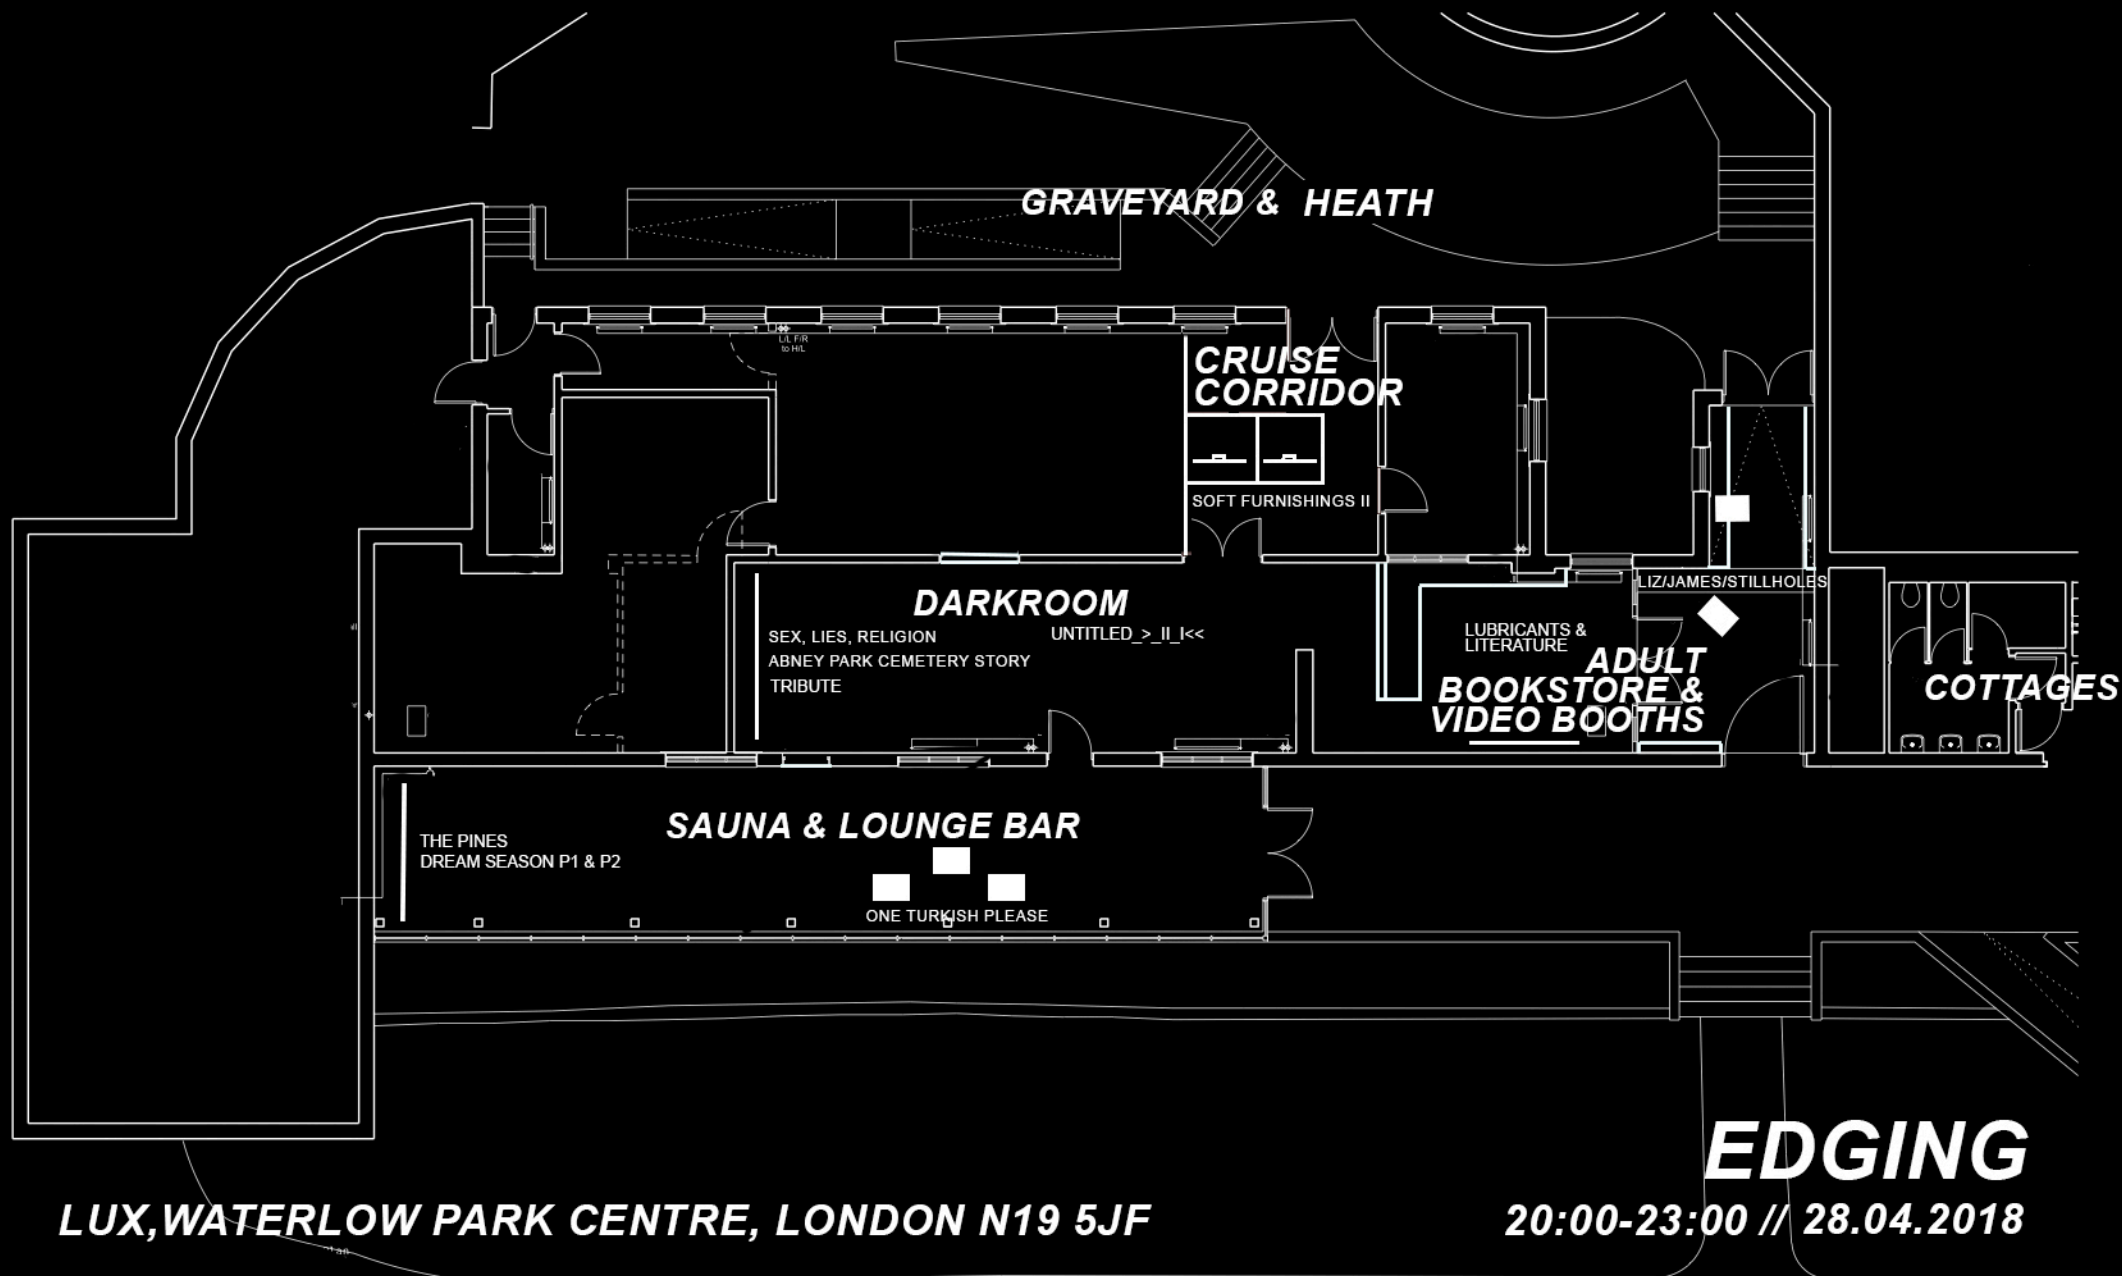 GRAVEYARD & HEATH
L/L F/R
to H/L
CRUISE
CORRIDOR
SOFT FURNISHINGS II
LIZ/JAMES/STILLHOLES
DARKROOM
SEX, LIES, RELIGION
UNTITLED_>_II_I<<
ABNEY PARK CEMETERY STORY
TRIBUTE
LUBRICANTS &
LITERATURE
ADULT
BOOKSTORE &
VIDEO BOOTHS
COTTAGES
SAUNA & LOUNGE BAR
THE PINES
DREAM SEASON P1 & P2
ONE TURKISH PLEASE
EDGING
LUX,WATERLOW PARK CENTRE, LONDON N19 5JF
20:00-23:00 // 28.04.2018